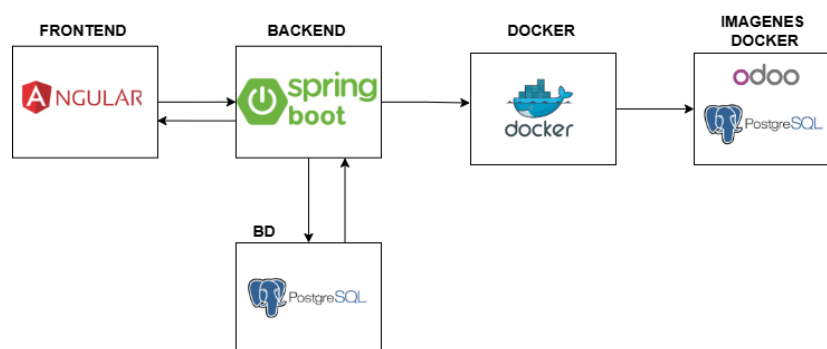 FRONTEND
BACKEND
DOCKER
IMAGENES
DOCKER
ANGULAR
spring
boot
docker
odoo
PostgreSQL
BD
PostgreSQL